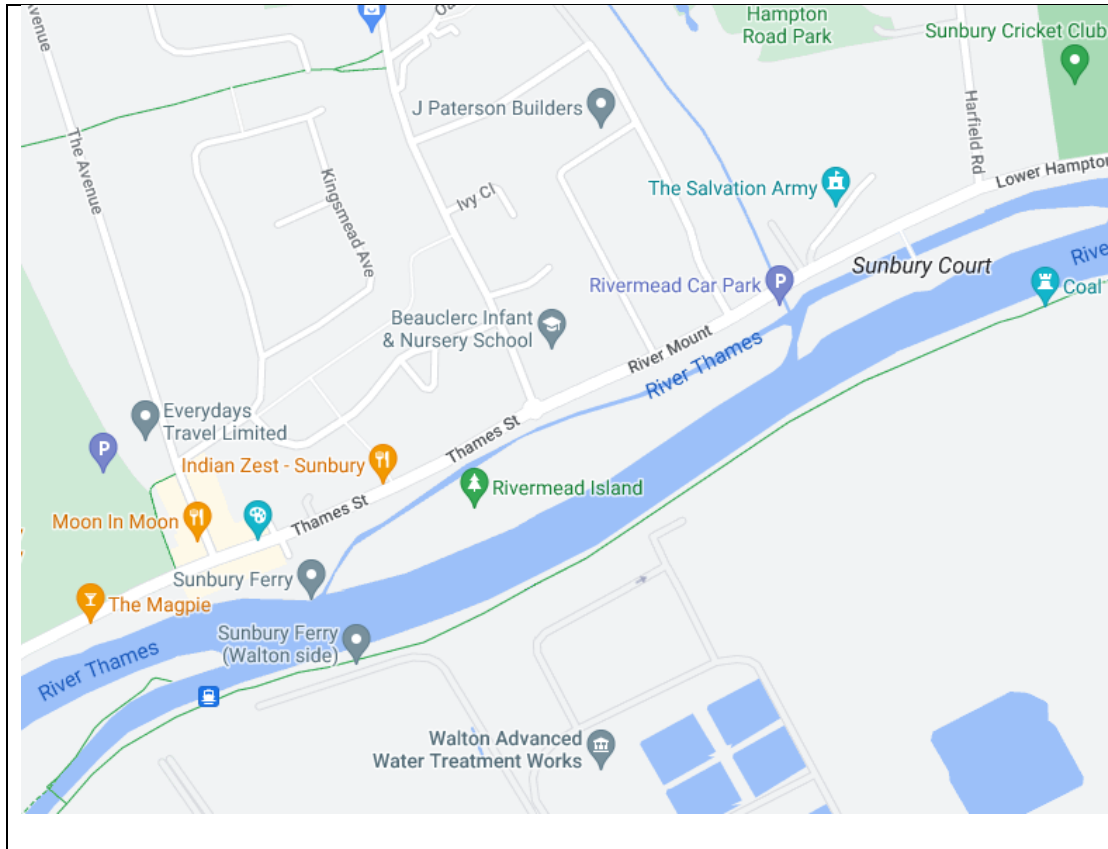 Avenue
Oa
Hampton
Road Park
Sunbury Cricket Club
J Paterson Builders
Harfield Rd
The Avenue
Kingsmead Ave
Ivy Cl
The Salvation Army
Lower Hampton
Sunbury Court
Rive
Rivermead Car Park
P
Coal
Beauclerc Infant
& Nursery School
River Mount
River Thames
Everydays
Travel Limited
P
Thames St
Indian Zest - Sunbury
Rivermead Island
Moon In Moon
Thames St
Sunbury Ferry
The Magpie
Sunbury Ferry
(Walton side)
River Thames
Walton Advanced
Water Treatment Works